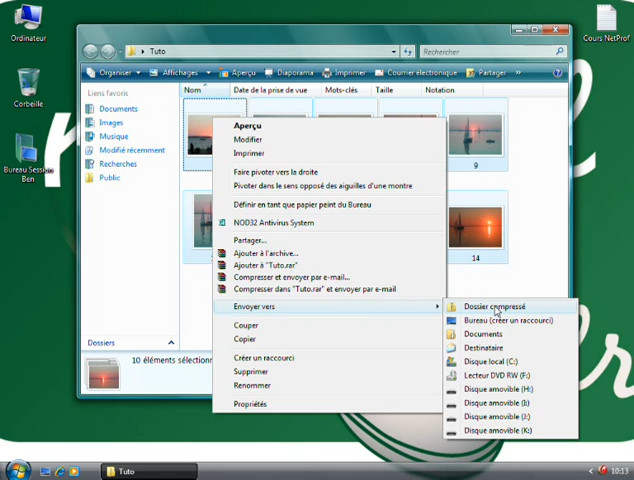 Ordinateur
Corbeille
Bureau Session
Ben
Cours NetProf
Tuto
Rechercher
Organiser
Affichages
Aperçu
Diaporama
Imprimer
Courrier électronique
Partager
»
Liens favoris
Documents
Images
Musique
Modifié récemment
Recherches
Public
Dossiers
Nom
Date de la prise de vue
Mots-clés
Taille
Notation
9
14
Aperçu
Modifier
Imprimer
Faire pivoter vers la droite
Pivoter dans le sens opposé des aiguilles d'une montre
Définir en tant que papier peint du Bureau
NOD32 Antivirus System
Partager...
Ajouter à l'archive...
Ajouter à "Tuto.rar"
Compresser et envoyer par e-mail...
Compresser dans "Tuto.rar" et envoyer par e-mail
Envoyer vers
Couper
Copier
Créer un raccourci
Supprimer
Renommer
Propriétés
Dossier compressé
Bureau (créer un raccourci)
Documents
Destinataire
Disque local (C:)
Lecteur DVD RW (F:)
Disque amovible (H:)
Disque amovible (I:)
Disque amovible (J:)
Disque amovible (K:)
10 éléments sélection
Tuto
10:13